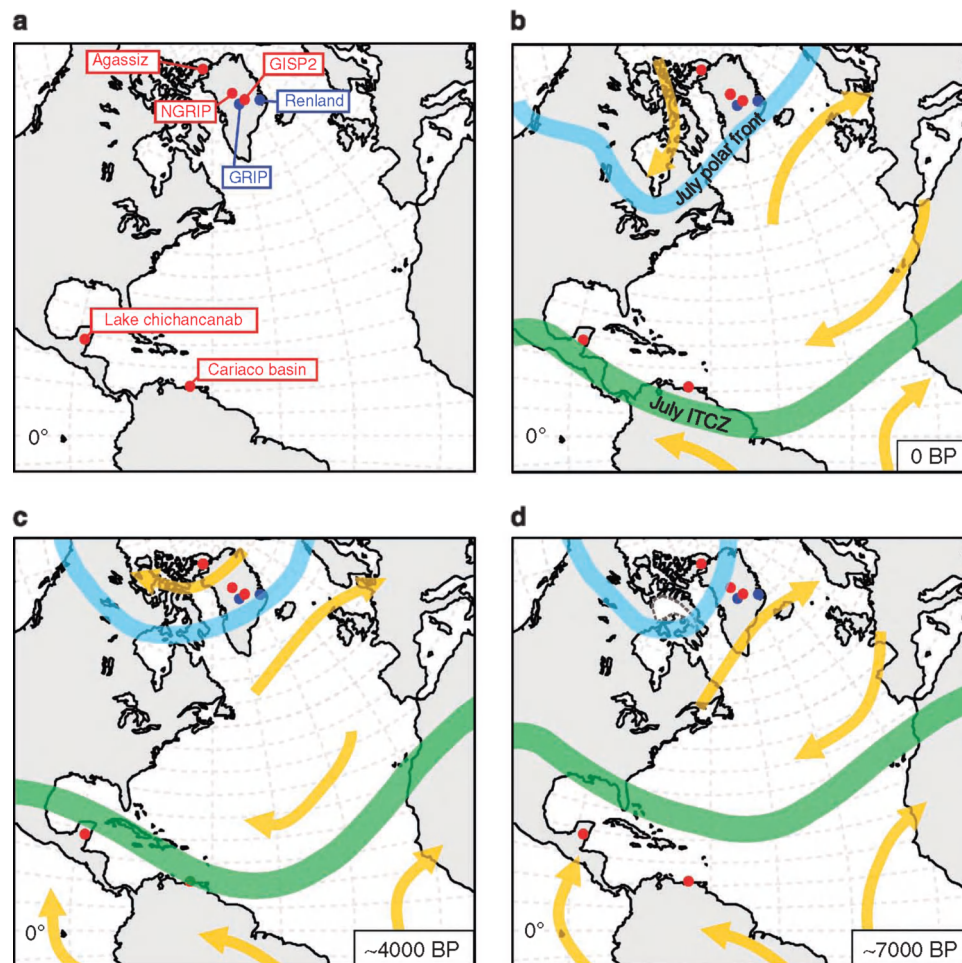 a
Agassiz
GISP2
NGRIP
Renland
GRIP
Lake chichancanab
Cariaco basin
0°
b
July polar front
July ITCZ
0°
0 BP
c
0°
~4000 BP
d
0°
~7000 BP